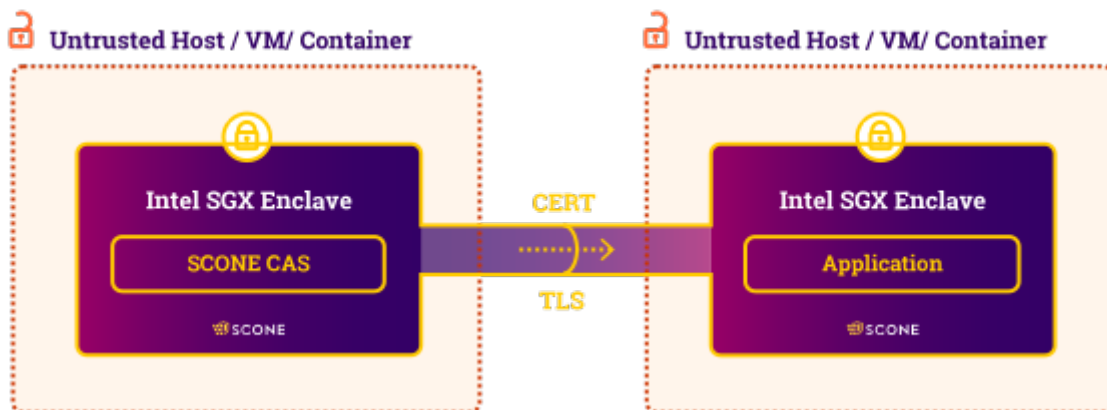 Untrusted Host / VM/ Container
Untrusted Host / VM/ Container
Intel SGX Enclave
SCONE CAS
SCONE
CERT
TLS
Intel SGX Enclave
Application
SCONE